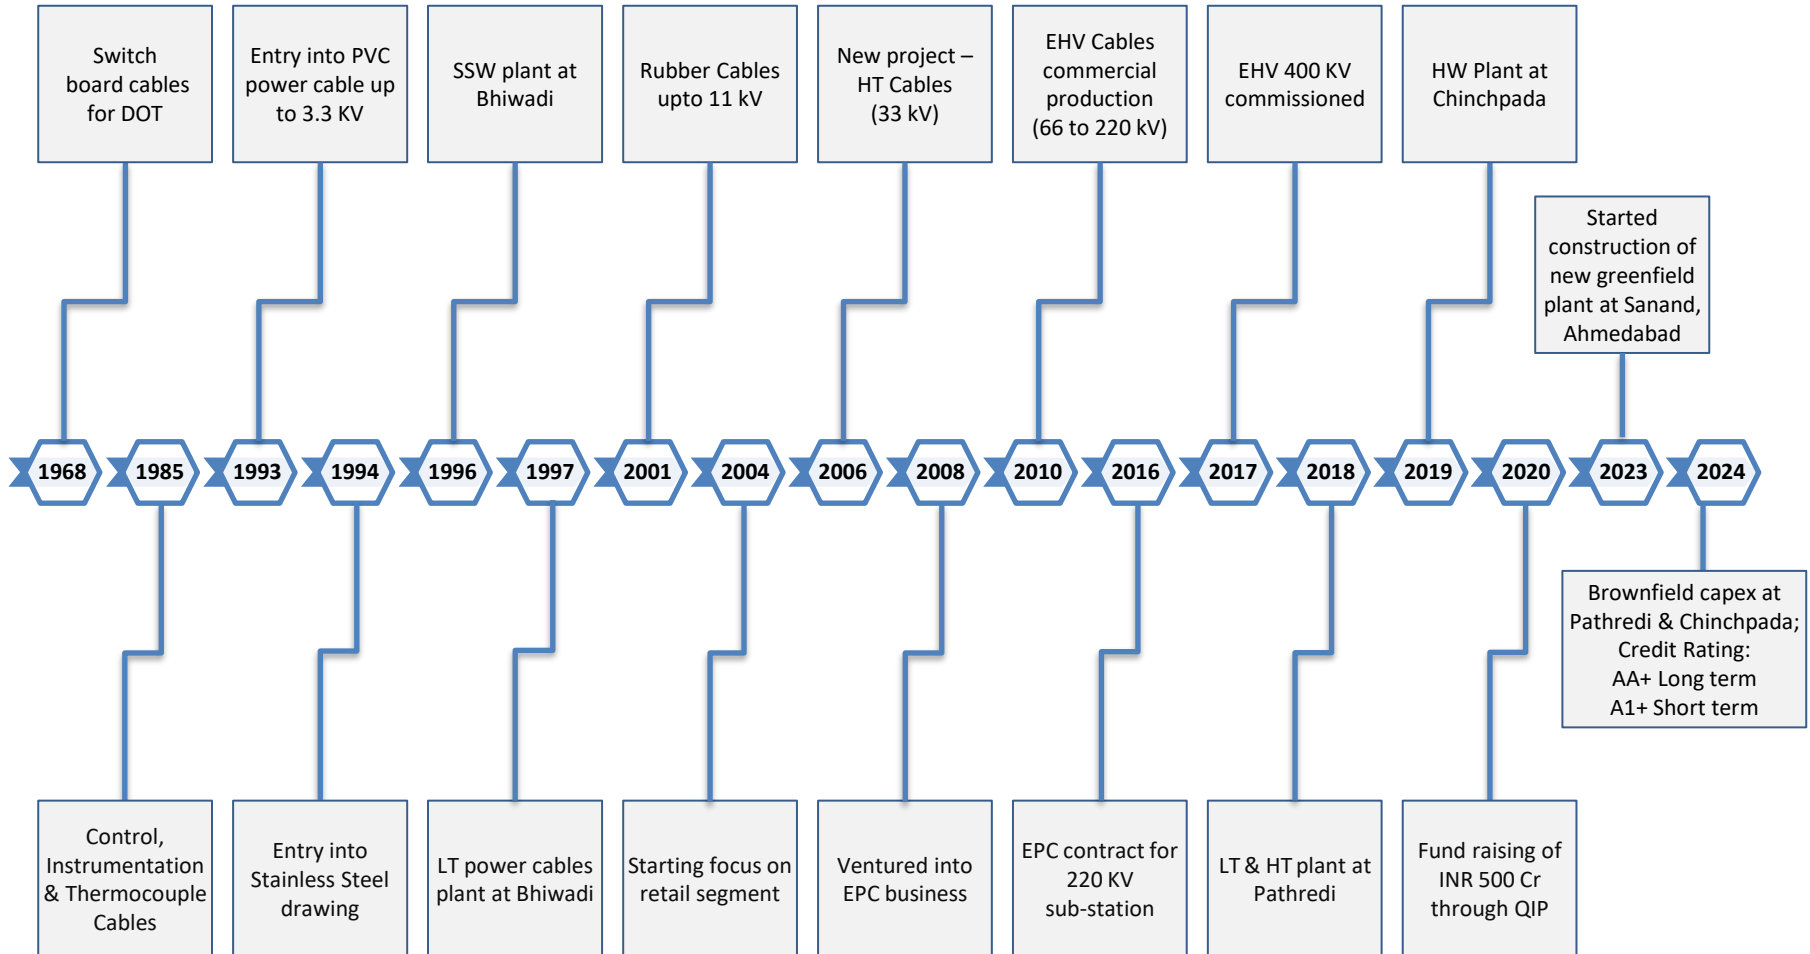 Switch
board cables
for DOT
Entry into PVC
power cable up
to 3.3 KV
SSW plant at
Bhiwadi
Rubber Cables
upto 11 kV
New project –
HT Cables
(33 kV)
EHV Cables
commercial
production
(66 to 220 kV)
EHV 400 KV
commissioned
HW Plant at
Chinchpada
Started
construction of
new greenfield
plant at Sanand,
Ahmedabad
1968
1985
1993
1994
1996
1997
2001
2004
2006
2008
2010
2016
2017
2018
2019
2020
2023
2024
Brownfield capex at
Pathredi & Chinchpada;
Credit Rating:
AA+ Long term
A1+ Short term
Control,
Instrumentation
& Thermocouple
Cables
Entry into
Stainless Steel
drawing
LT power cables
plant at Bhiwadi
Starting focus on
retail segment
Ventured into
EPC business
EPC contract for
220 KV
sub-station
LT & HT plant at
Pathredi
Fund raising of
INR 500 Cr
through QIP